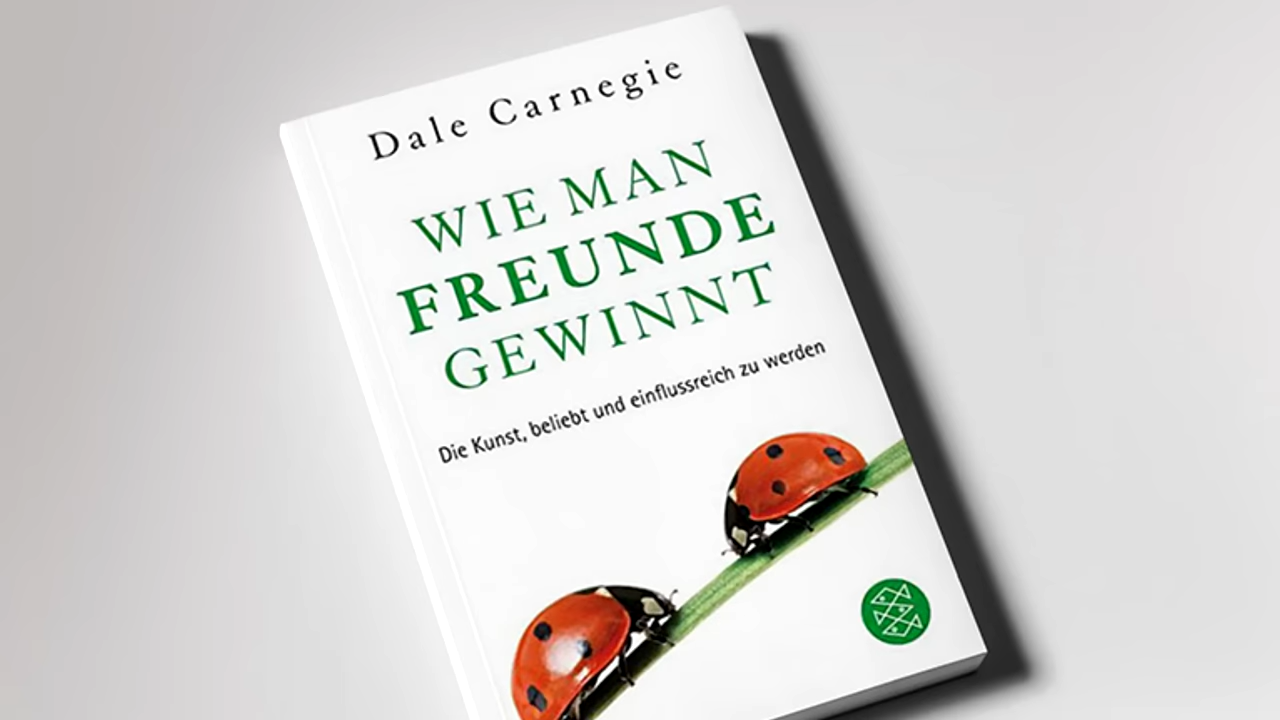 Dale Carnegie
WIE MAN
FREUNDE
GEWINNT
Die Kunst, beliebt und einflussreich zu werden